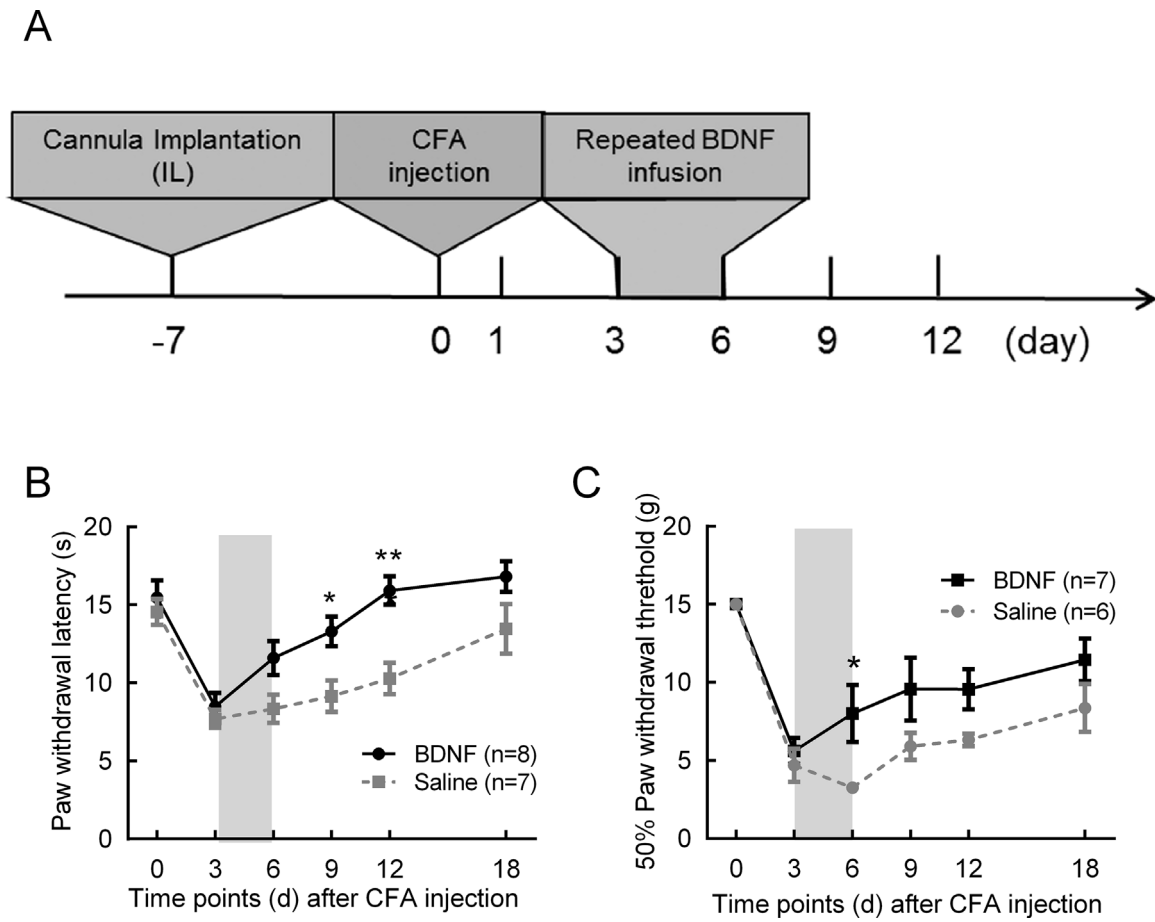 A
Cannula Implantation
(IL)
CFA
injection
Repeated BDNF
infusion
-7 0 1 3 6 9 12 (day)
B
Paw withdrawal latency (s)
20
15
10
5
0
*
**
BDNF (n=8)
Saline (n=7)
0 3 6 9 12 18
Time points (d) after CFA injection
C
50% Paw withdrawal threthold (g)
20
15
10
5
0
*
BDNF (n=7)
Saline (n=6)
0 3 6 9 12 18
Time points (d) after CFA injection